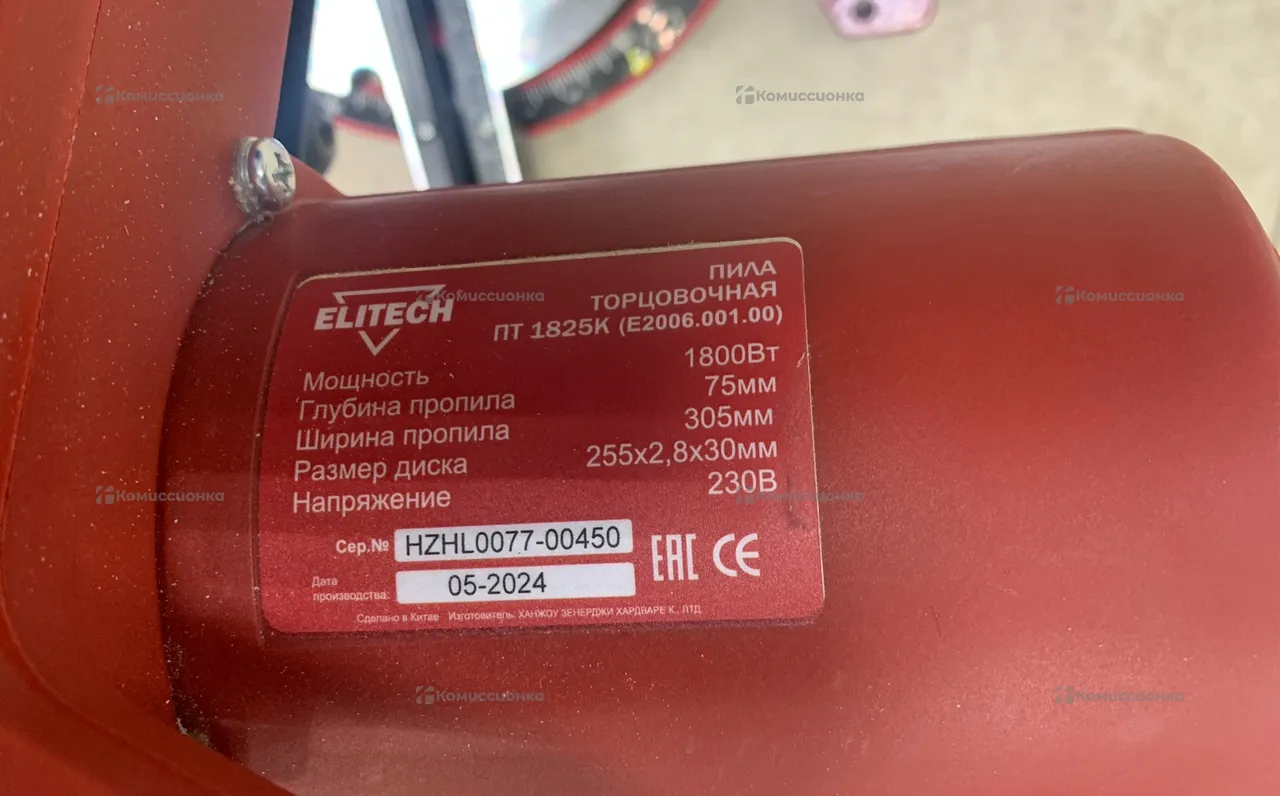 Комиссионка
Комиссионка
ELITECH
Комиссионка
ПИЛА
ТОРЦОВОЧНАЯ
ПТ 1825К (Е2006.001.00)
Комиссионка
Мощность 1800Вт
Глубина пропила 75мм
Ширина пропила 305мм
Размер диска 255x2,8x30мм
Напряжение 230В
Комиссионка
Комиссионка
Сер.№ HZHL0077-00450
EAC CE
Дата
производства: 05-2024
Сделано в Китае Изготовитель: ХАНЖОУ ЗЕНЕРДЖИ ХАРДВАРЕ К., ЛТД
Комиссионка
Комиссионка